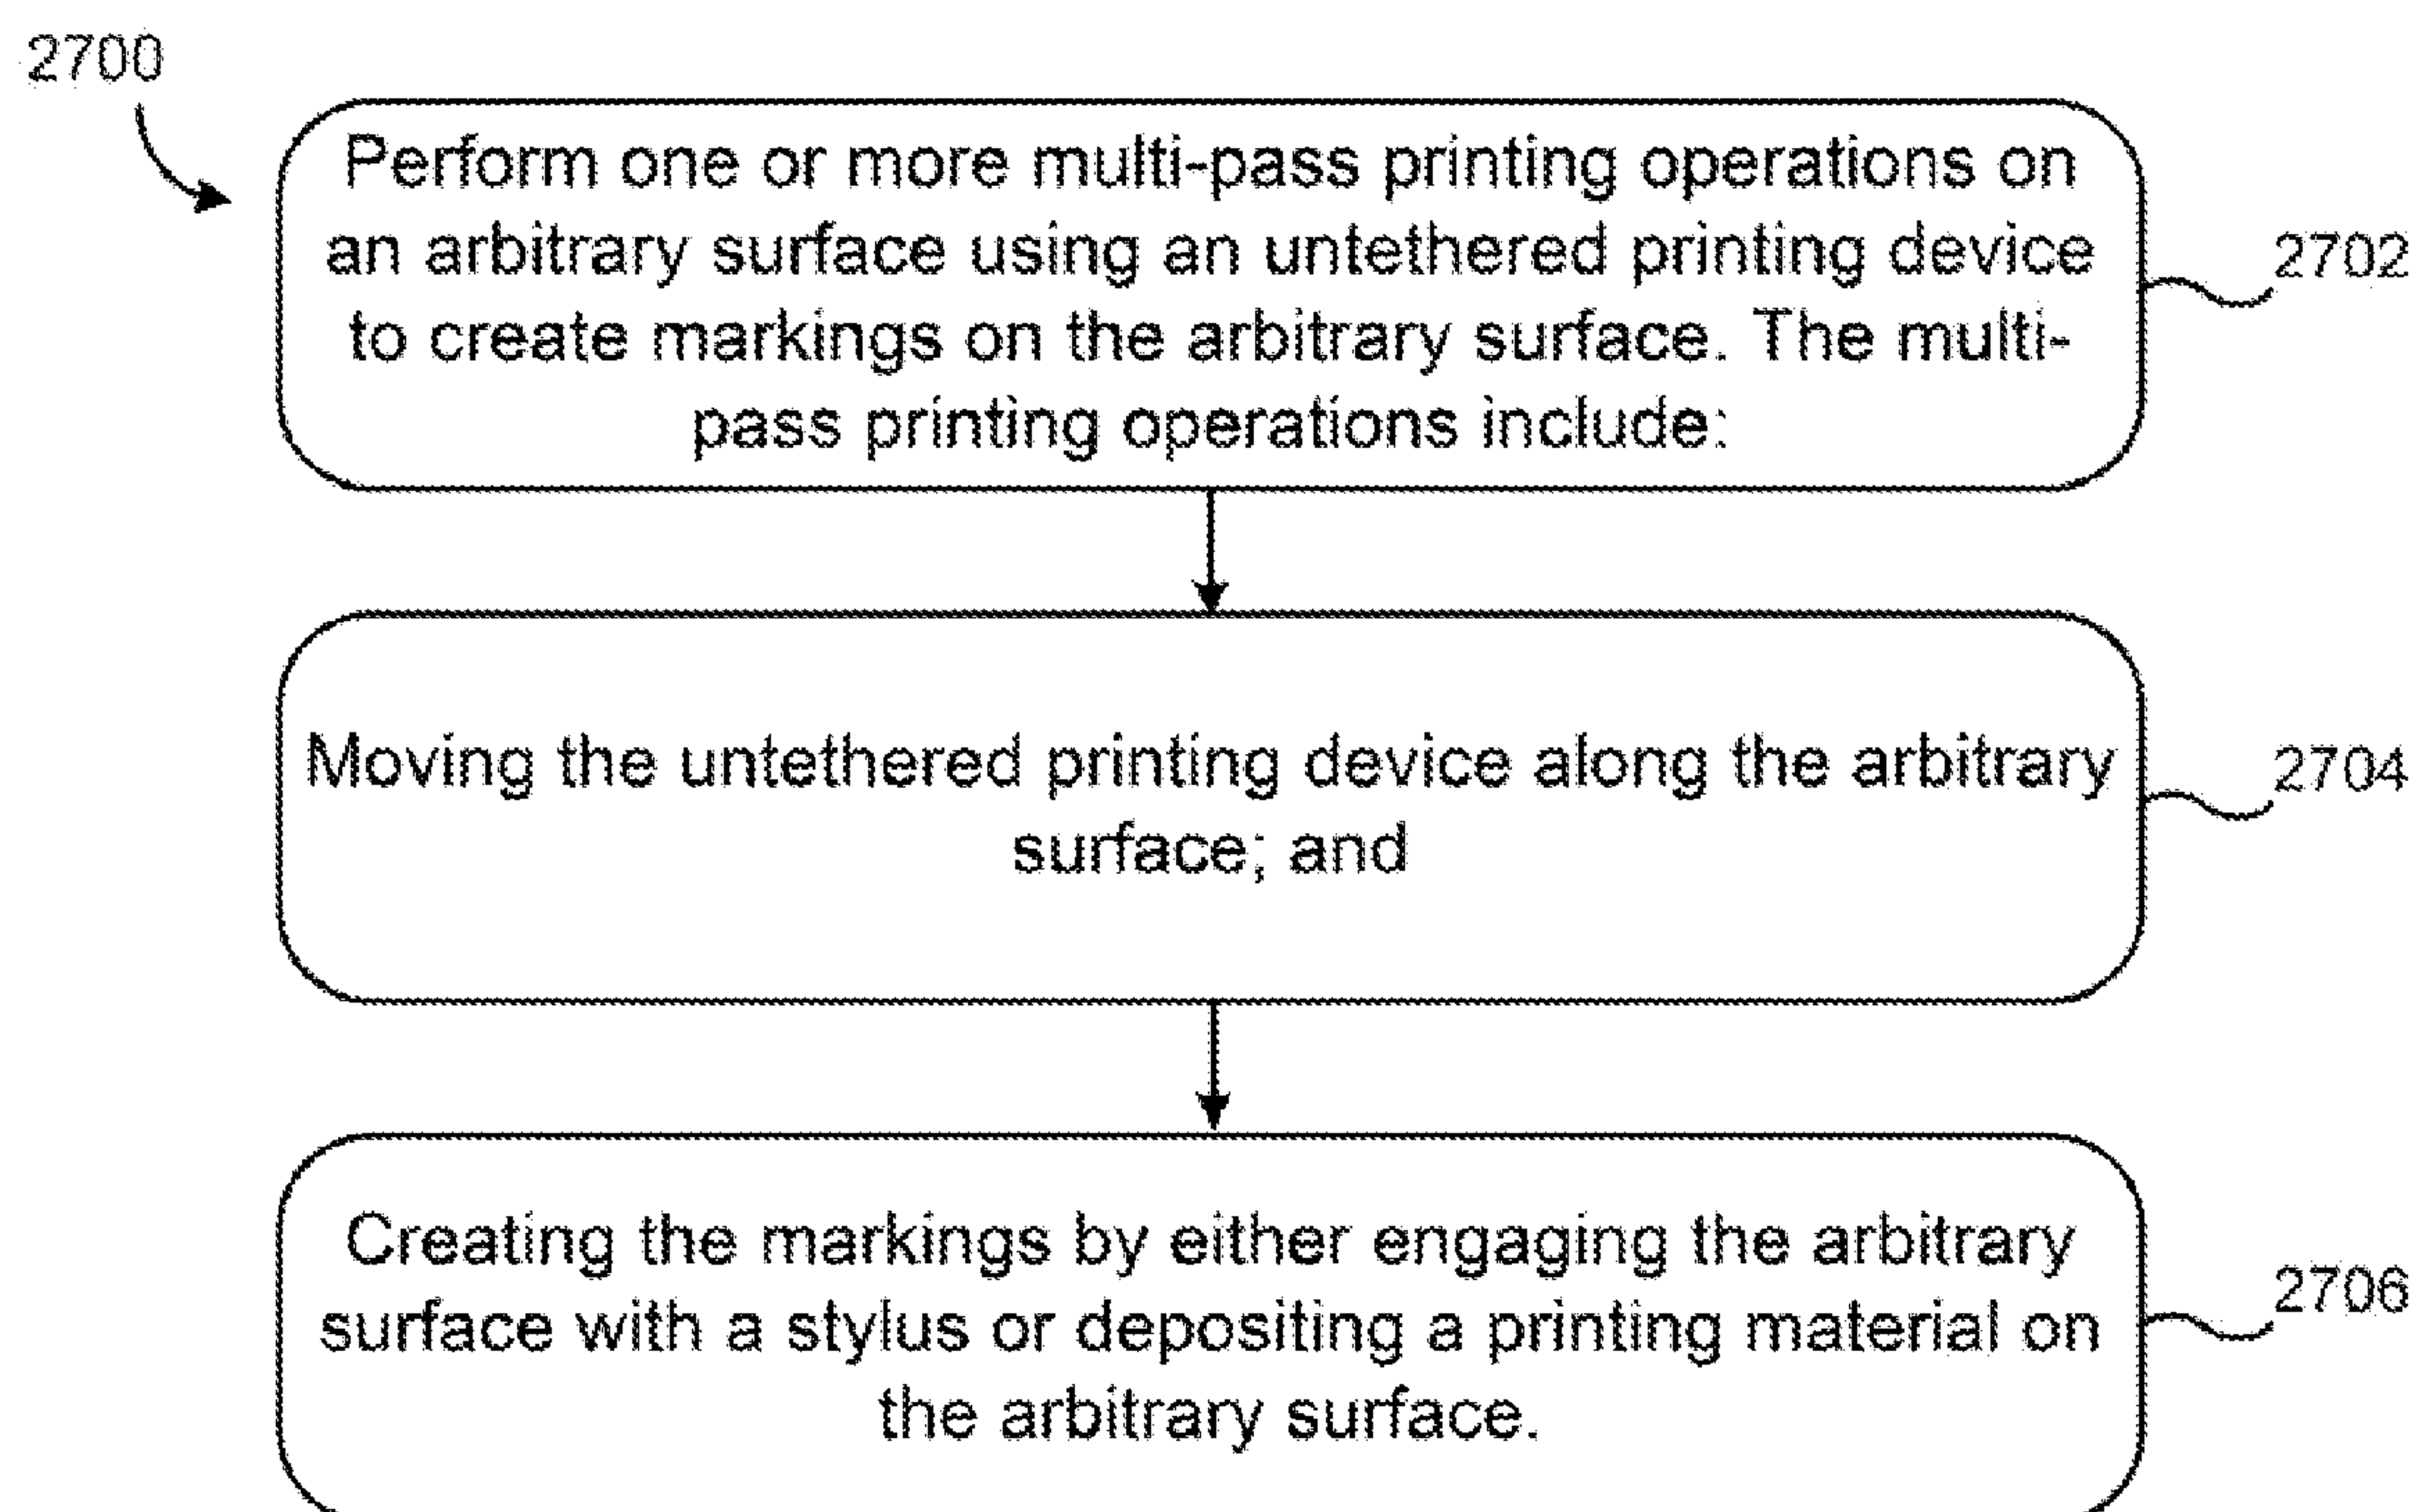 2700
Perform one or more multi-pass printing operations on
an arbitrary surface using an untethered printing device
to create markings on the arbitrary surface. The multi-
pass printing operations include:
2702
Moving the untethered printing device along the arbitrary
surface; and
2704
Creating the markings by either engaging the arbitrary
surface with a stylus or depositing a printing material on
the arbitrary surface.
2706